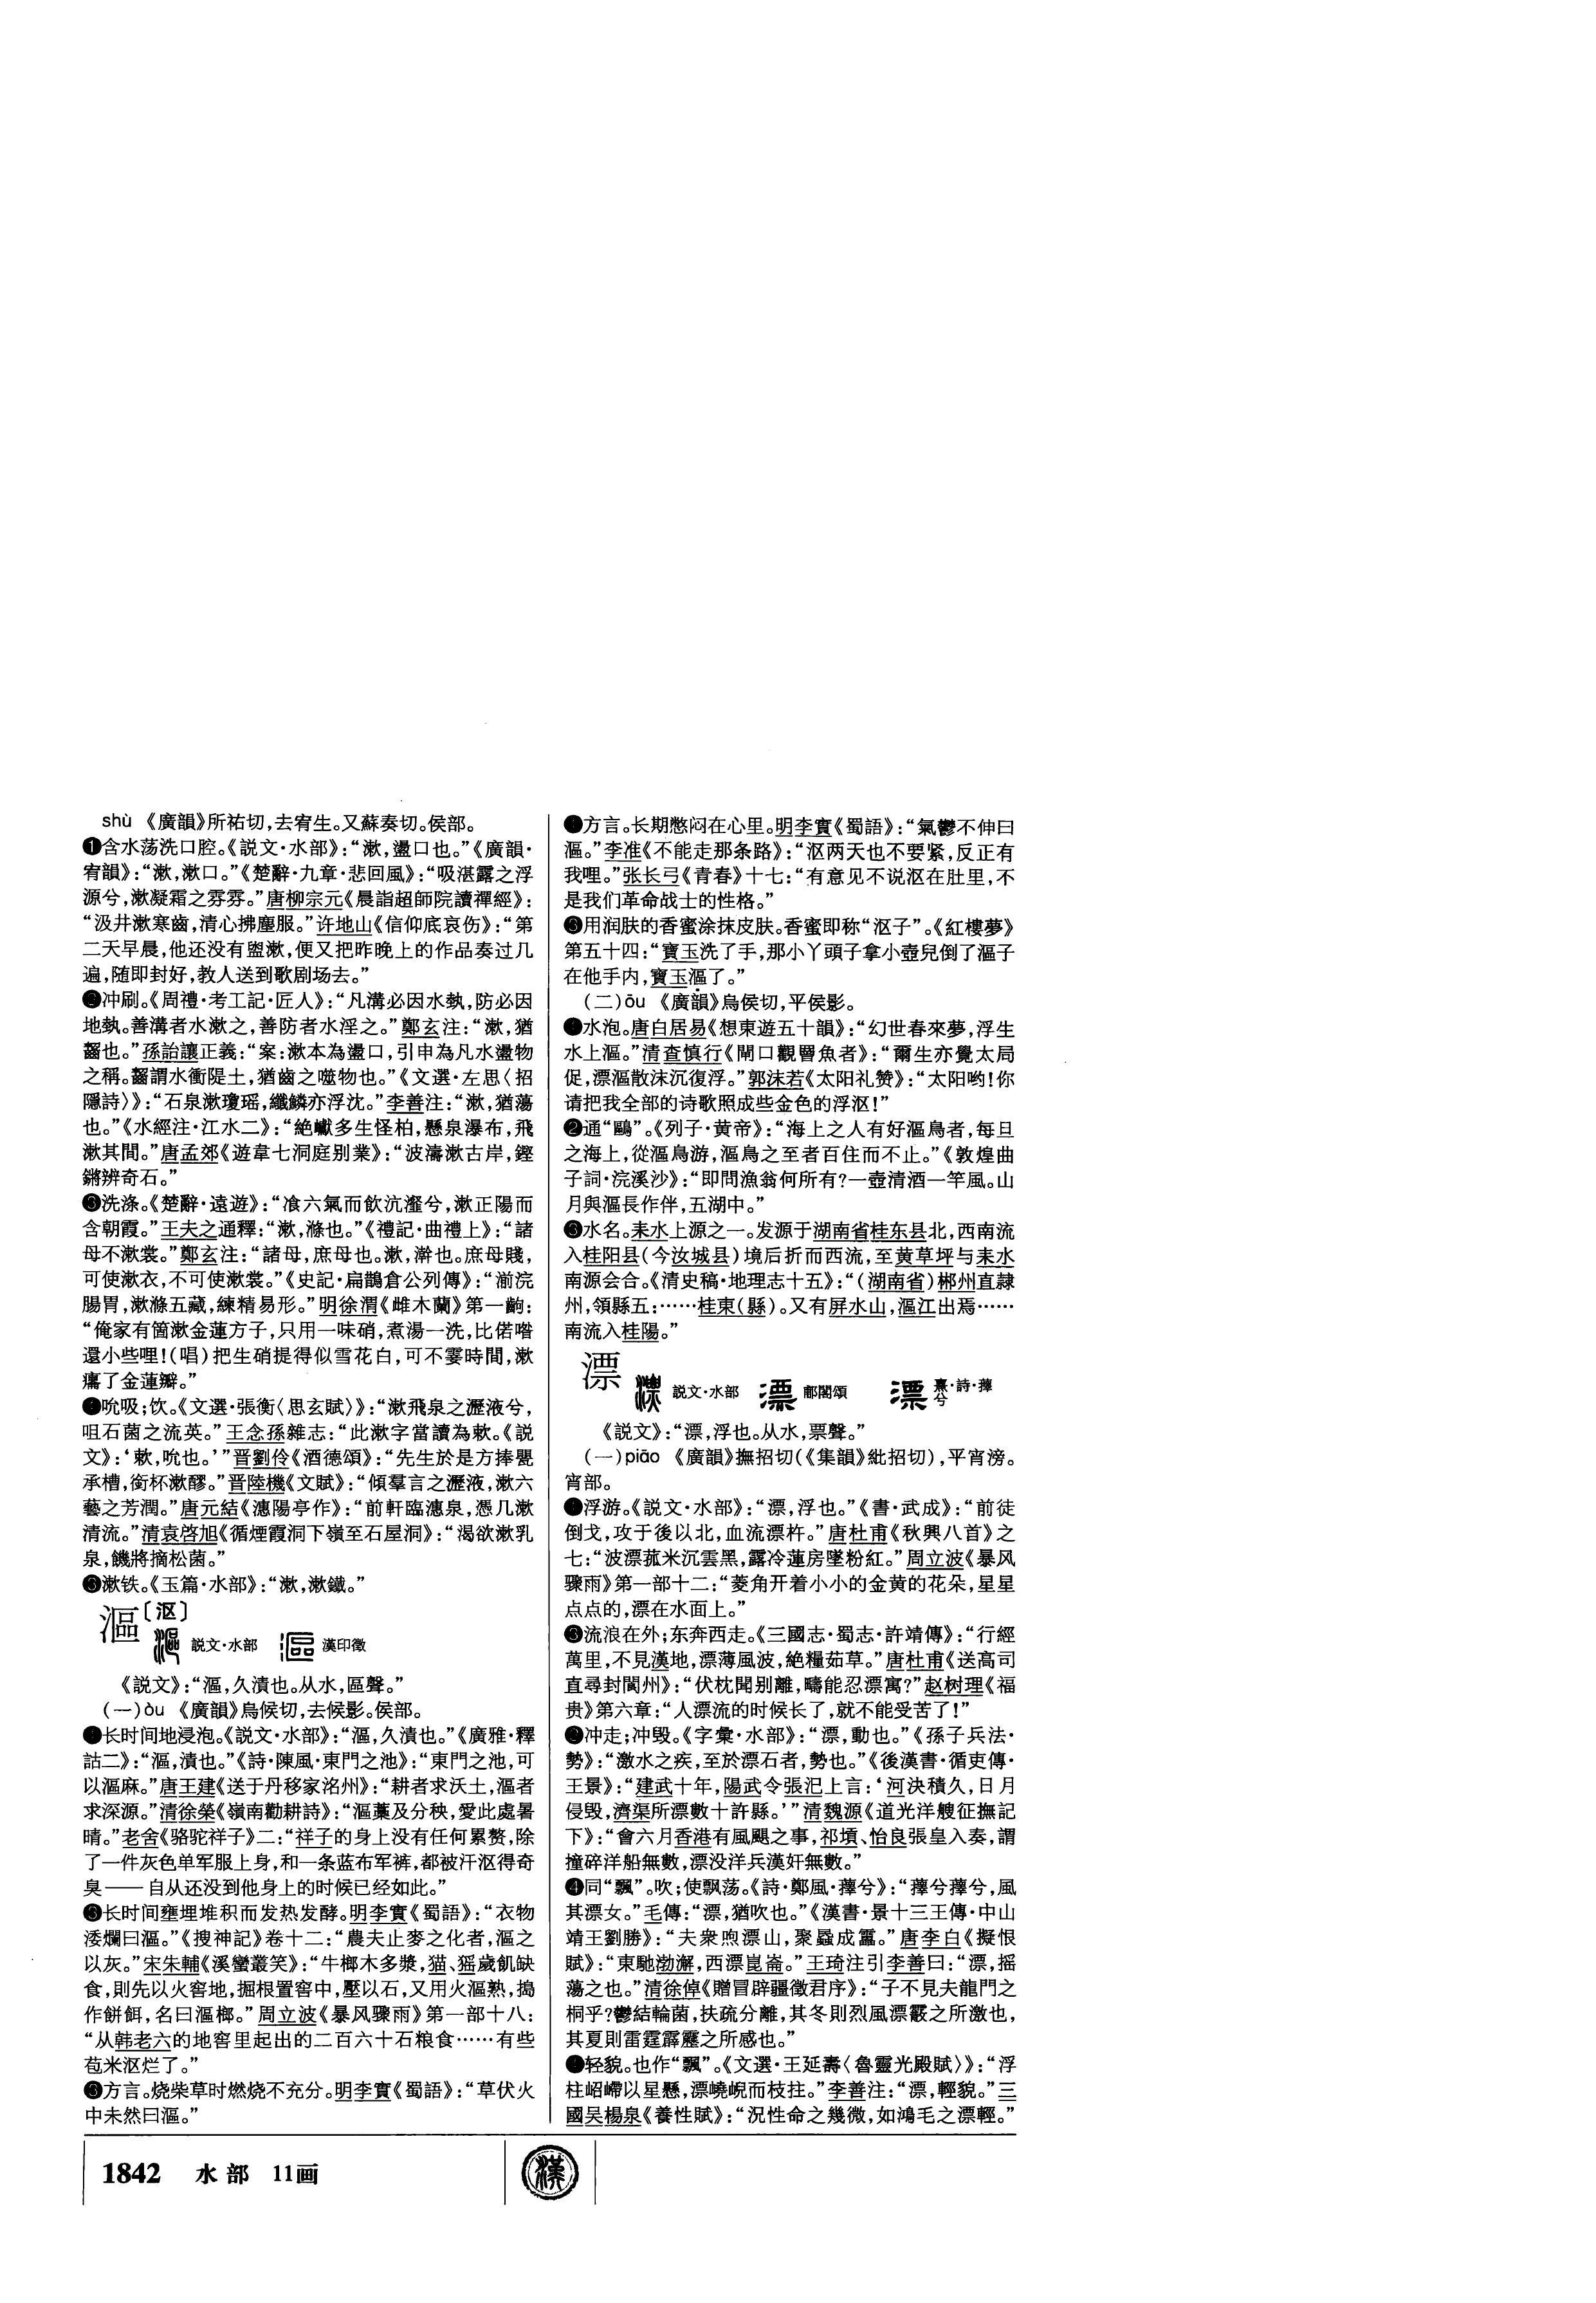 shù 《廣韻》所祐切,去宥生。又蘇奏切。侯部。
❶含水荡洗口腔。《説文·水部》:“漱,盪口也。”《廣韻·
宥韻》:“漱,漱口。”《楚辭·九章·悲回風》:“吸湛露之浮
源兮,漱凝霜之雰雰。”唐柳宗元《晨詣超師院讀禪經》:
“汲井漱寒齒,清心拂塵服。”许地山《信仰底哀伤》:“第
二天早晨,他还没有盥漱,便又把昨晚上的作品奏过几
遍,随即封好,教人送到歌剧场去。”
❷冲刷。《周禮·考工記·匠人》:“凡溝必因水埶,防必因
地埶。善溝者水漱之,善防者水淫之。”鄭玄注:“漱,猶
齧也。”孫詒讓正義:“案:漱本為盪口,引申為凡水盪物
之稱。齧謂水衝隄土,猶齒之噬物也。”《文選·左思〈招
隱詩〉》:“石泉漱瓊瑶,纖鱗亦浮沈。”李善注:“漱,猶蕩
也。”《水經注·江水二》:“絶巘多生怪柏,懸泉瀑布,飛
漱其間。”唐孟郊《遊韋七洞庭别業》:“波濤漱古岸,鏗
鏘辨奇石。”
❸洗涤。《楚辭·遠遊》:“飡六氣而飲沆瀣兮,漱正陽而
含朝霞。”王夫之通釋:“漱,滌也。”《禮記·曲禮上》:“諸
母不漱裳。”鄭玄注:“諸母,庶母也。漱,澣也。庶母賤,
可使漱衣,不可使漱裳。”《史記·扁鵲倉公列傳》:“湔浣
腸胃,漱滌五藏,練精易形。”明徐渭《雌木蘭》第一齣:
“俺家有箇漱金蓮方子,只用一味硝,煮湯一洗,比偌喒
還小些哩!(唱)把生硝提得似雪花白,可不霎時間,漱
癟了金蓮瓣。”
吮吸;饮。《文選·張衡〈思玄賦〉》:“漱飛泉之瀝液兮,
咀石菌之流英。”王念孫雜志:“此漱字當讀為欶。《説
文》:‘欶,吮也。’”晋劉伶《酒德頌》:“先生於是方捧甖
承槽,銜杯漱醪。”晋陸機《文賦》:“傾羣言之瀝液,漱六
藝之芳潤。”唐元結《潓陽亭作》:“前軒臨潓泉,憑几漱
清流。”清袁啓旭《循煙霞洞下嶺至石屋洞》:“渴欲漱乳
泉,饑將摘松菌。”
漱铁。《玉篇·水部》:“漱,漱鐵。”
漚〔沤〕
説文·水部 漢印徵
《説文》:“漚,久漬也。从水,區聲。”
(一)òu 《廣韻》烏候切,去候影。侯部。
长时间地浸泡。《説文·水部》:“漚,久漬也。”《廣雅·釋
詁二》:“漚,漬也。”《詩·陳風·東門之池》:“東門之池,可
以漚麻。”唐王建《送于丹移家洺州》:“耕者求沃土,漚者
求深源。”清徐榮《嶺南勸耕詩》:“漚藁及分秧,愛此處暑
晴。”老舍《骆驼祥子》二:“祥子的身上没有任何累赘,除
了一件灰色单军服上身,和一条蓝布军裤,都被汗沤得奇
臭——自从还没到他身上的时候已经如此。”
长时间壅埋堆积而发热发酵。明李實《蜀語》:“衣物
涹爛曰漚。”《搜神記》卷十二:“農夫止麥之化者,漚之
以灰。”宋朱輔《溪蠻叢笑》:“牛榔木多漿,猫、猺歲飢缺
食,則先以火窖地,掘根置窖中,壓以石,又用火漚熟,搗
作餅餌,名曰漚榔。”周立波《暴风骤雨》第一部十八:
“从韩老六的地窖里起出的二百六十石粮食……有些
苞米沤烂了。”
方言。烧柴草时燃烧不充分。明李實《蜀語》:“草伏火
中未然曰漚。”
方言。长期憋闷在心里。明李實《蜀語》:“氣鬱不伸曰
漚。”李准《不能走那条路》:“沤两天也不要紧,反正有
我哩。”张长弓《青春》十七:“有意见不说沤在肚里,不
是我们革命战士的性格。”
用润肤的香蜜涂抹皮肤。香蜜即称“沤子”。《紅樓夢》
第五十四:“寶玉洗了手,那小丫頭子拿小壺兒倒了漚子
在他手内,寶玉漚了。”
(二)ōu 《廣韻》烏侯切,平侯影。
水泡。唐白居易《想東遊五十韻》:“幻世春來夢,浮生
水上漚。”清查慎行《閘口觀罾魚者》:“爾生亦覺太局
促,漂漚散沫沉復浮。”郭沫若《太阳礼赞》:“太阳哟!你
请把我全部的诗歌照成些金色的浮沤!”
❷通“鷗”。《列子·黄帝》:“海上之人有好漚鳥者,每旦
之海上,從漚鳥游,漚鳥之至者百住而不止。”《敦煌曲
子詞·浣溪沙》:“即問漁翁何所有?一壺清酒一竿風。山
月與漚長作伴,五湖中。”
❸水名。耒水上源之一。发源于湖南省桂东县北,西南流
入桂阳县(今汝城县)境后折而西流,至黄草坪与耒水
南源会合。《清史稿·地理志十五》:“(湖南省)郴州直隸
州,領縣五:……桂東(縣)。又有屏水山,漚江出焉……
南流入桂陽。”
漂 説文·水部 郙閣頌 熹·詩·蘀兮
《説文》:“漂,浮也。从水,票聲。”
(一)piāo 《廣韻》撫招切(《集韻》紕招切),平宵滂。
宵部。
浮游。《説文·水部》:“漂,浮也。”《書·武成》:“前徒
倒戈,攻于後以北,血流漂杵。”唐杜甫《秋興八首》之
七:“波漂菰米沉雲黑,露冷蓮房墜粉紅。”周立波《暴风
骤雨》第一部十二:“菱角开着小小的金黄的花朵,星星
点点的,漂在水面上。”
流浪在外;东奔西走。《三國志·蜀志·許靖傳》:“行經
萬里,不見漢地,漂薄風波,絶糧茹草。”唐杜甫《送高司
直尋封閬州》:“伏枕聞别離,疇能忍漂寓?”赵树理《福
贵》第六章:“人漂流的时候长了,就不能受苦了!”
冲走;冲毁。《字彙·水部》:“漂,動也。”《孫子兵法·
勢》:“激水之疾,至於漂石者,勢也。”《後漢書·循吏傳·
王景》:“建武十年,陽武令張汜上言:‘河決積久,日月
侵毁,濟渠所漂數十許縣。’”清魏源《道光洋艘征撫記
下》:“會六月香港有風颶之事,祁墳、怡良張皇入奏,謂
撞碎洋船無數,漂没洋兵漢奸無數。”
❹同“飄”。吹;使飘荡。《詩·鄭風·蘀兮》:“蘀兮蘀兮,風
其漂女。”毛傳:“漂,猶吹也。”《漢書·景十三王傳·中山
靖王劉勝》:“夫衆煦漂山,聚蟁成靁。”唐李白《擬恨
賦》:“東馳渤澥,西漂崑崙。”王琦注引李善曰:“漂,摇
蕩之也。”清徐倬《贈冒辟疆徵君序》:“子不見夫龍門之
桐乎?鬱結輪菌,扶疏分離,其冬則烈風漂霰之所激也,
其夏則雷霆霹靂之所感也。”
轻貌。也作“飄”。《文選·王延壽〈魯靈光殿賦〉》:“浮
柱岧嵽以星懸,漂嶢峴而枝拄。”李善注:“漂,輕貌。”三
國吴楊泉《養性賦》:“況性命之幾微,如鴻毛之漂輕。”
1842 水部 11画
漢